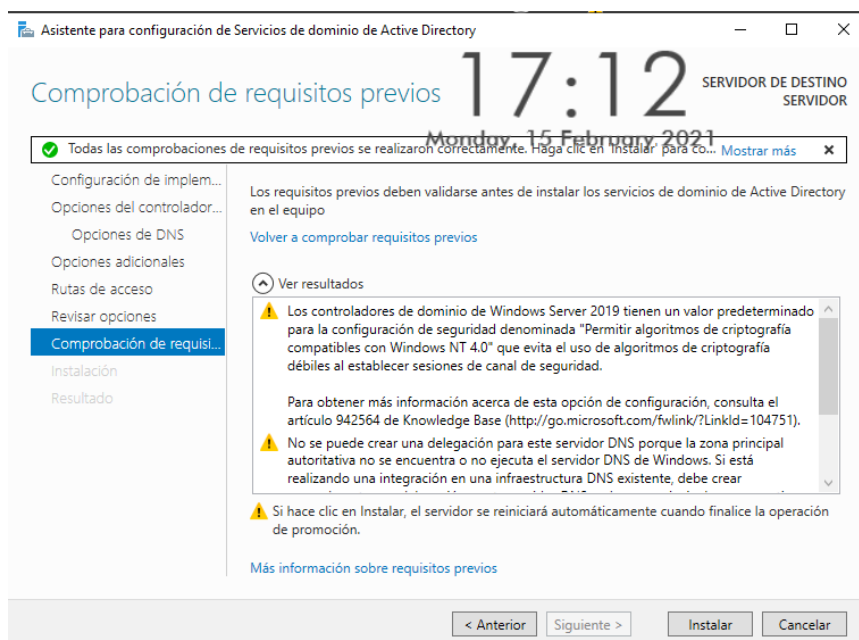 Asistente para configuración de Servicios de dominio de Active Directory
Comprobación de requisitos previos
17:12
Monday, 15 February 2021
SERVIDOR DE DESTINO
SERVIDOR
Todas las comprobaciones de requisitos previos se realizaron correctamente. Haga clic en 'Instalar' para co... Mostrar más
Configuración de implem...
Opciones del controlador...
Opciones de DNS
Opciones adicionales
Rutas de acceso
Revisar opciones
Comprobación de requisi...
Instalación
Resultado
Los requisitos previos deben validarse antes de instalar los servicios de dominio de Active Directory
en el equipo
Volver a comprobar requisitos previos
Ver resultados
Los controladores de dominio de Windows Server 2019 tienen un valor predeterminado
para la configuración de seguridad denominada "Permitir algoritmos de criptografía
compatibles con Windows NT 4.0" que evita el uso de algoritmos de criptografía
débiles al establecer sesiones de canal de seguridad.
Para obtener más información acerca de esta opción de configuración, consulta el
artículo 942564 de Knowledge Base (http://go.microsoft.com/fwlink/?LinkId=104751).
No se puede crear una delegación para este servidor DNS porque la zona principal
autoritativa no se encuentra o no ejecuta el servidor DNS de Windows. Si está
realizando una integración en una infraestructura DNS existente, debe crear
Si hace clic en Instalar, el servidor se reiniciará automáticamente cuando finalice la operación
de promoción.
Más información sobre requisitos previos
< Anterior
Siguiente >
Instalar
Cancelar